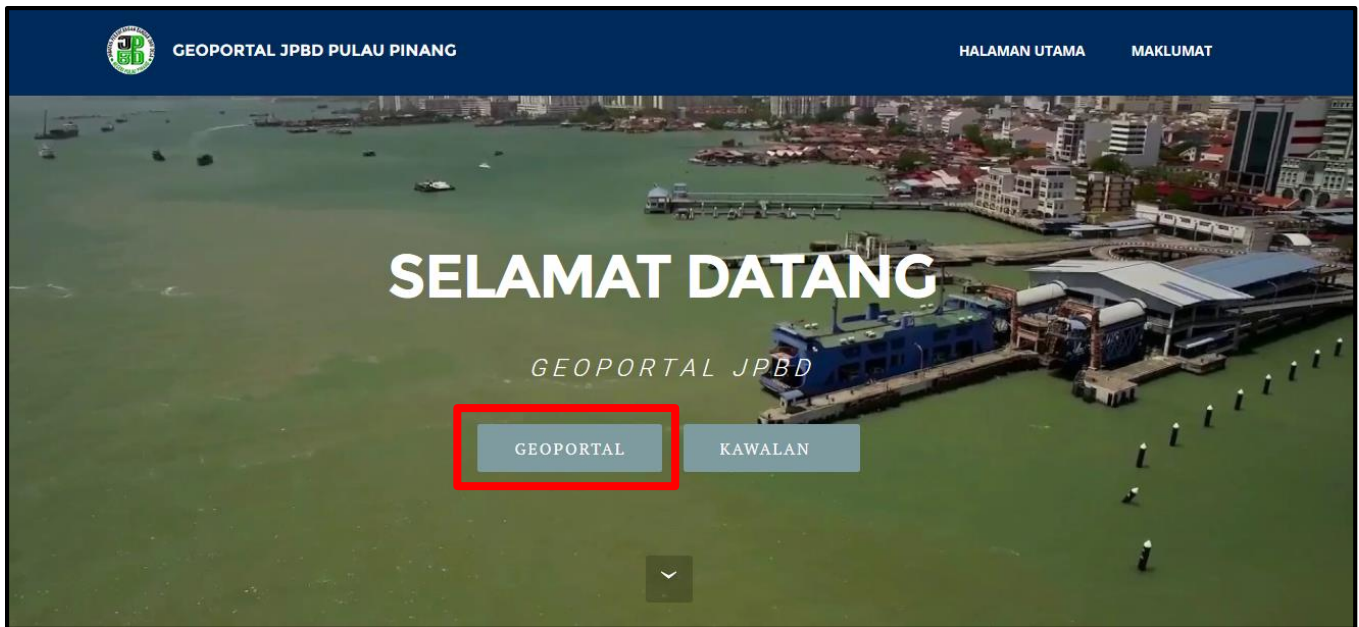 GEOPORTAL JPBD PULAU PINANG
HALAMAN UTAMA MAKLUMAT
SELAMAT DATANG
GEOPORTAL JPBD
GEOPORTAL KAWALAN